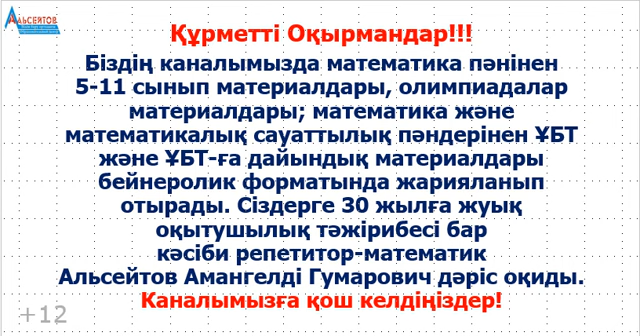 АЛЬСЕЙТОВ
Құрметті Оқырмандар!!!
Біздің каналымызда математика пәнінен
5-11 сынып материалдары, олимпиадалар
материалдары; математика және
математикалық сауаттылық пәндерінен ҰБТ
және ҰБТ-ға дайындық материалдары
бейнеролик форматында жарияланып
отырады. Сіздерге 30 жылға жуық
оқытушылық тәжірибесі бар
кәсіби репетитор-математик
Альсейтов Амангелді Гумарович дәріс оқиды.
Каналымызға қош келдіңіздер!
+12